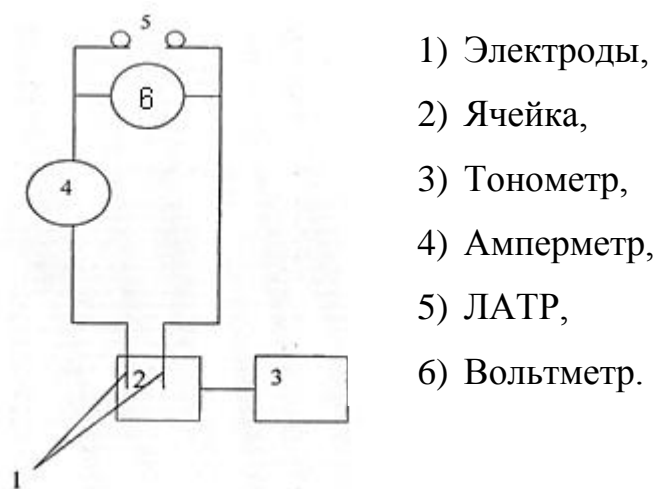 5
6
4
2
3
1
1) Электроды,
2) Ячейка,
3) Тонометр,
4) Амперметр,
5) ЛАТР,
6) Вольтметр.